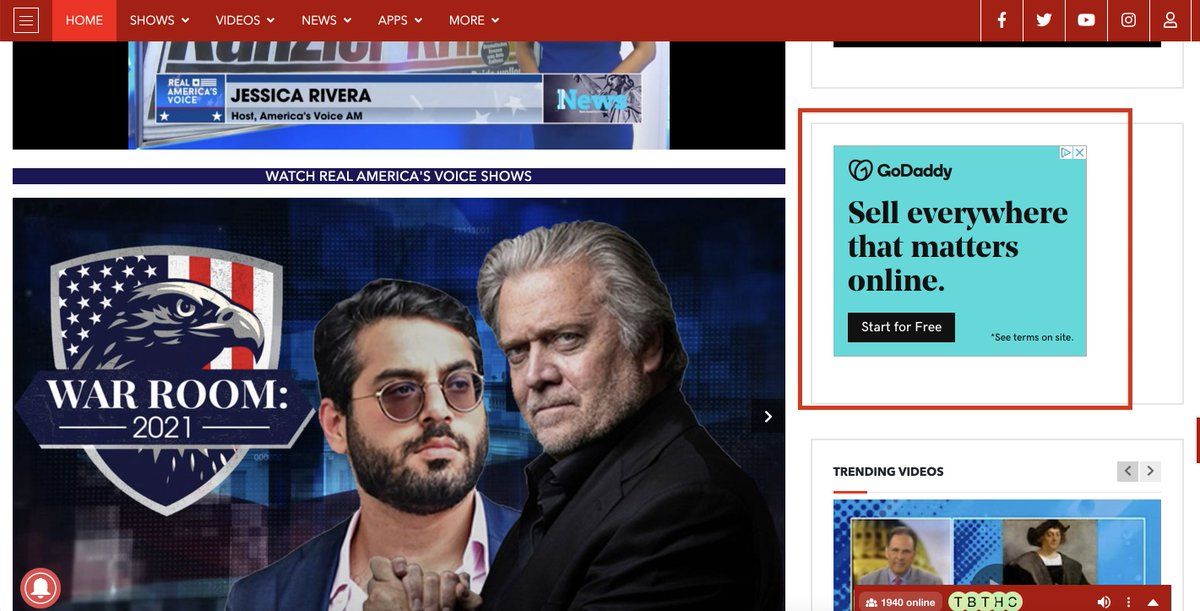 HOME
SHOWS
VIDEOS
NEWS
APPS
MORE
REAL
AMERICA'S
VOICE
JESSICA RIVERA
Host, America's Voice AM
News
WATCH REAL AMERICA'S VOICE SHOWS
WAR ROOM:
2021
GoDaddy
Sell everywhere
that matters
online.
Start for Free
*See terms on site.
TRENDING VIDEOS
1940 online
TBTHC